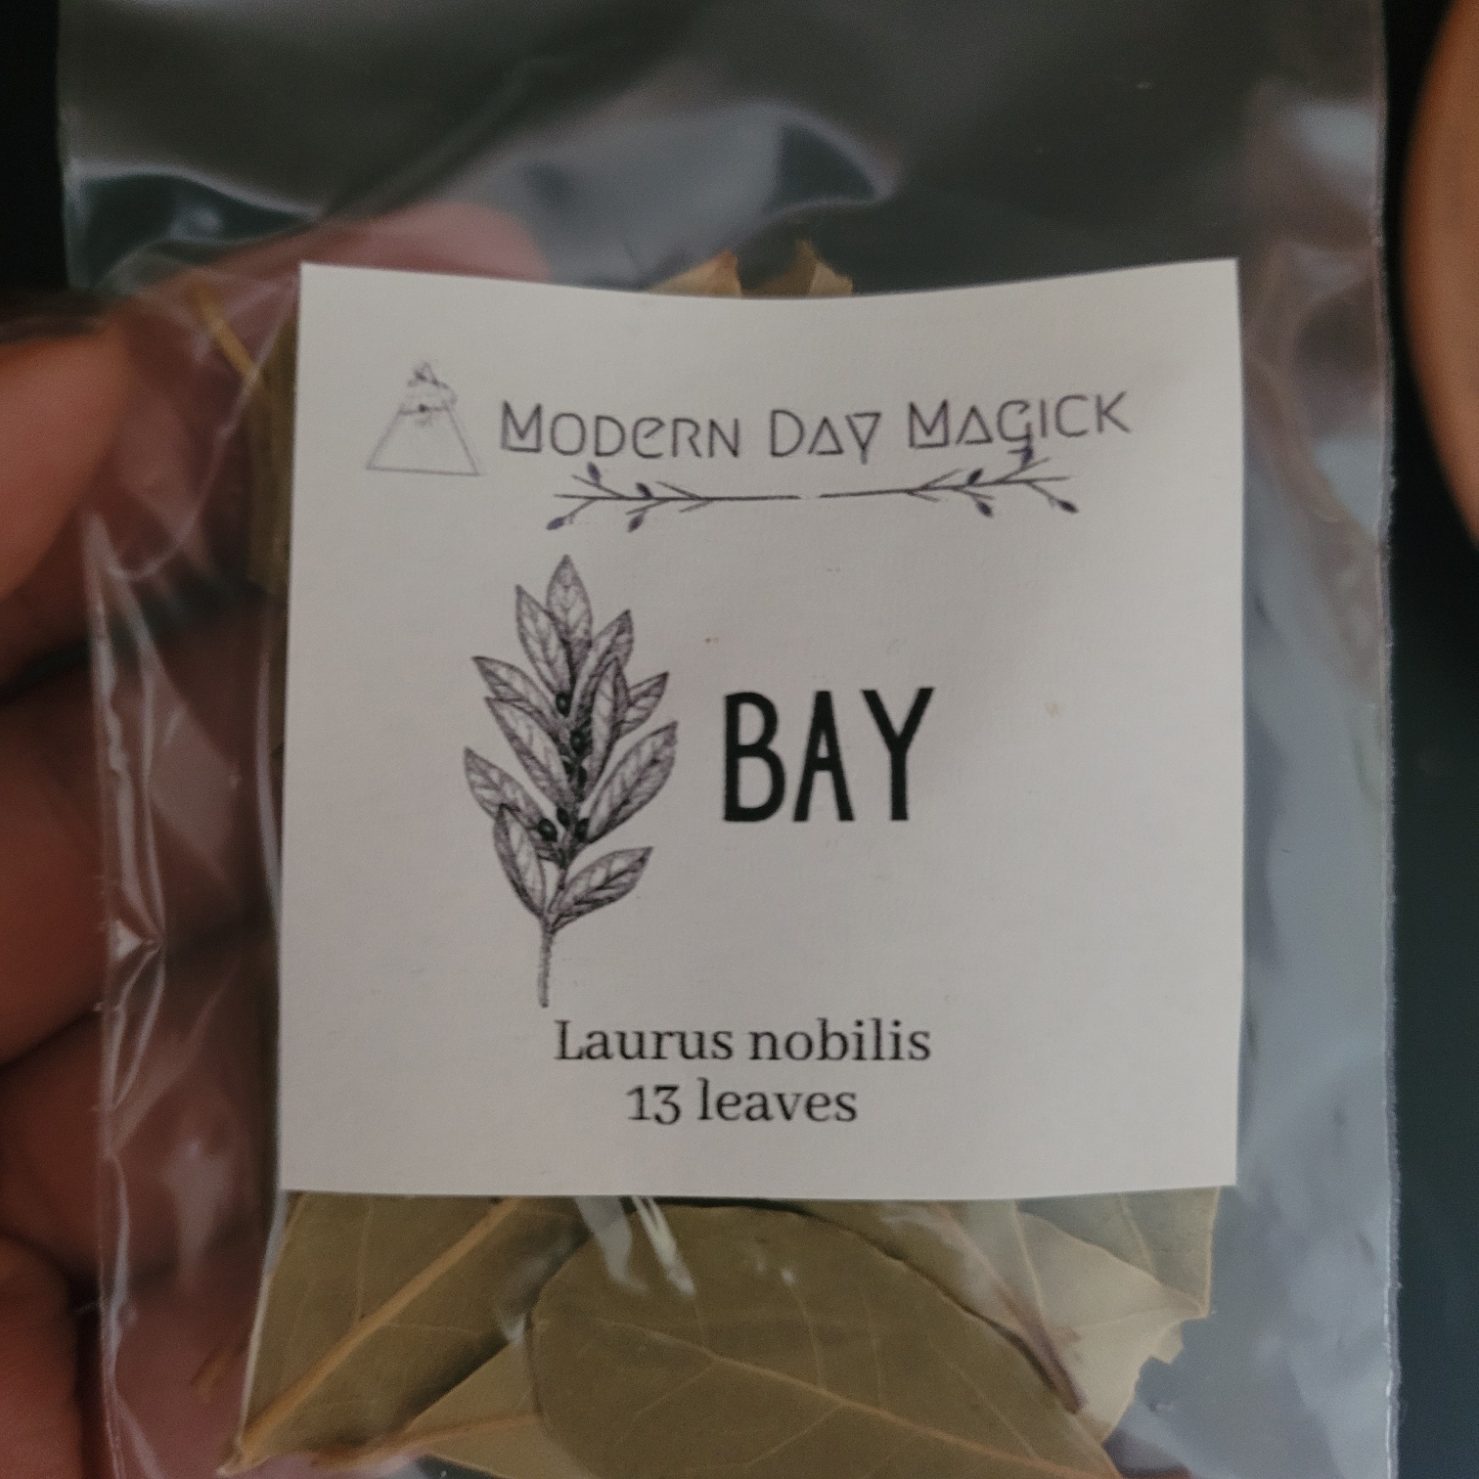 MODERN DAY MAGICK
BAY
Laurus nobilis
13 leaves